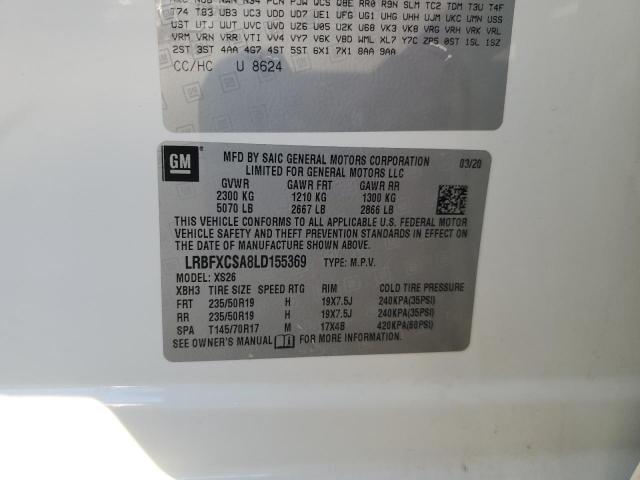 T74 T83 UB3 UC3 UDD UD7 UE1 UFG UG1 UHG UHH UJM UKC UMN USS
UST UTJ UUT UVC UVD UZ6 U05 U2K U68 VK3 VK8 VRG VRH VRK VRL
VRM VRN VRR VTI VV4 VY7 V6K V8D WML XL7 Y7C ZP5 0ST 1SL 1SZ
2ST 3ST 4AA 4G7 4ST 5ST 6X1 7X1 8AA 9AA
CC/HC U 8624
GM
MFD BY SAIC GENERAL MOTORS CORPORATION 03/20
LIMITED FOR GENERAL MOTORS LLC
GVWR GAWR FRT GAWR RR
2300 KG 1210 KG 1300 KG
5070 LB 2667 LB 2866 LB
THIS VEHICLE CONFORMS TO ALL APPLICABLE U.S. FEDERAL MOTOR
VEHICLE SAFETY AND THEFT PREVENTION STANDARDS IN EFFECT ON THE
DATE OF MANUFACTURE SHOWN ABOVE.
LRBFXCSA8LD155369 TYPE: M.P.V.
MODEL: XS26
XBH3 TIRE SIZE SPEED RTG RIM COLD TIRE PRESSURE
FRT 235/50R19 H 19X7.5J 240KPA(35PSI)
RR 235/50R19 H 19X7.5J 240KPA(35PSI)
SPA T145/70R17 M 17X4B 420KPA(60PSI)
SEE OWNER'S MANUAL FOR MORE INFORMATION.